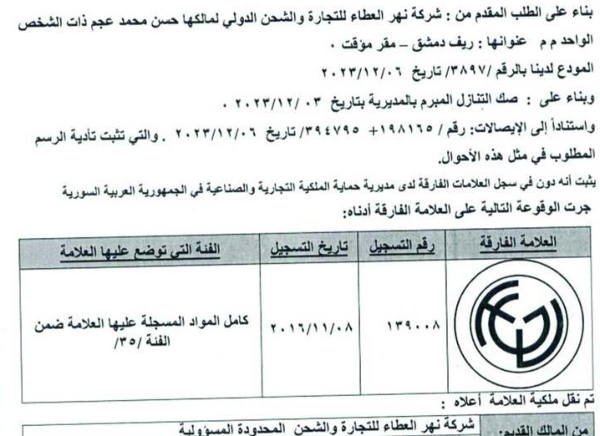 بناء على الطلب المقدم من : شركة نهر العطاء للتجارة والشحن الدولي لمالكها حسن محمد عجم ذات الشخص
الواحد م م عنوانها : ريف دمشق – مقر مؤقت ٠
المودع لدينا بالرقم /٣٨٩٧/ تاريخ ٢٠٢٣/١٢/٠٦
وبناء على : صك التنازل المبرم بالمديرية بتاريخ ٢٠٢٣/١٢/٠٣ ٠
واستناداً إلى الإيصالات: رقم / ١٩٨١٦٥+ ٣٩٤٧٩٥/ تاريخ ٢٠٢٣/١٢/٠٦ . والتي تثبت تأدية الرسم
المطلوب في مثل هذه الأحوال.
يثبت أنه دون في سجل العلامات الفارقة لدى مديرية حماية الملكية التجارية والصناعية في الجمهورية العربية السورية
جرت الوقوعة التالية على العلامة الفارقة أدناه:
العلامة الفارقة رقم التسجيل تاريخ التسجيل الفئة التي توضع عليها العلامة
١٣٩٠٠٨ ٢٠١٦/١١/٠٨ كامل المواد المسجلة عليها العلامة ضمن
الفئة /٣٥/
تم نقل ملكية العلامة أعلاه :
من المالك القديم: شركة نهر العطاء للتجارة والشحن المحدودة المسؤولية